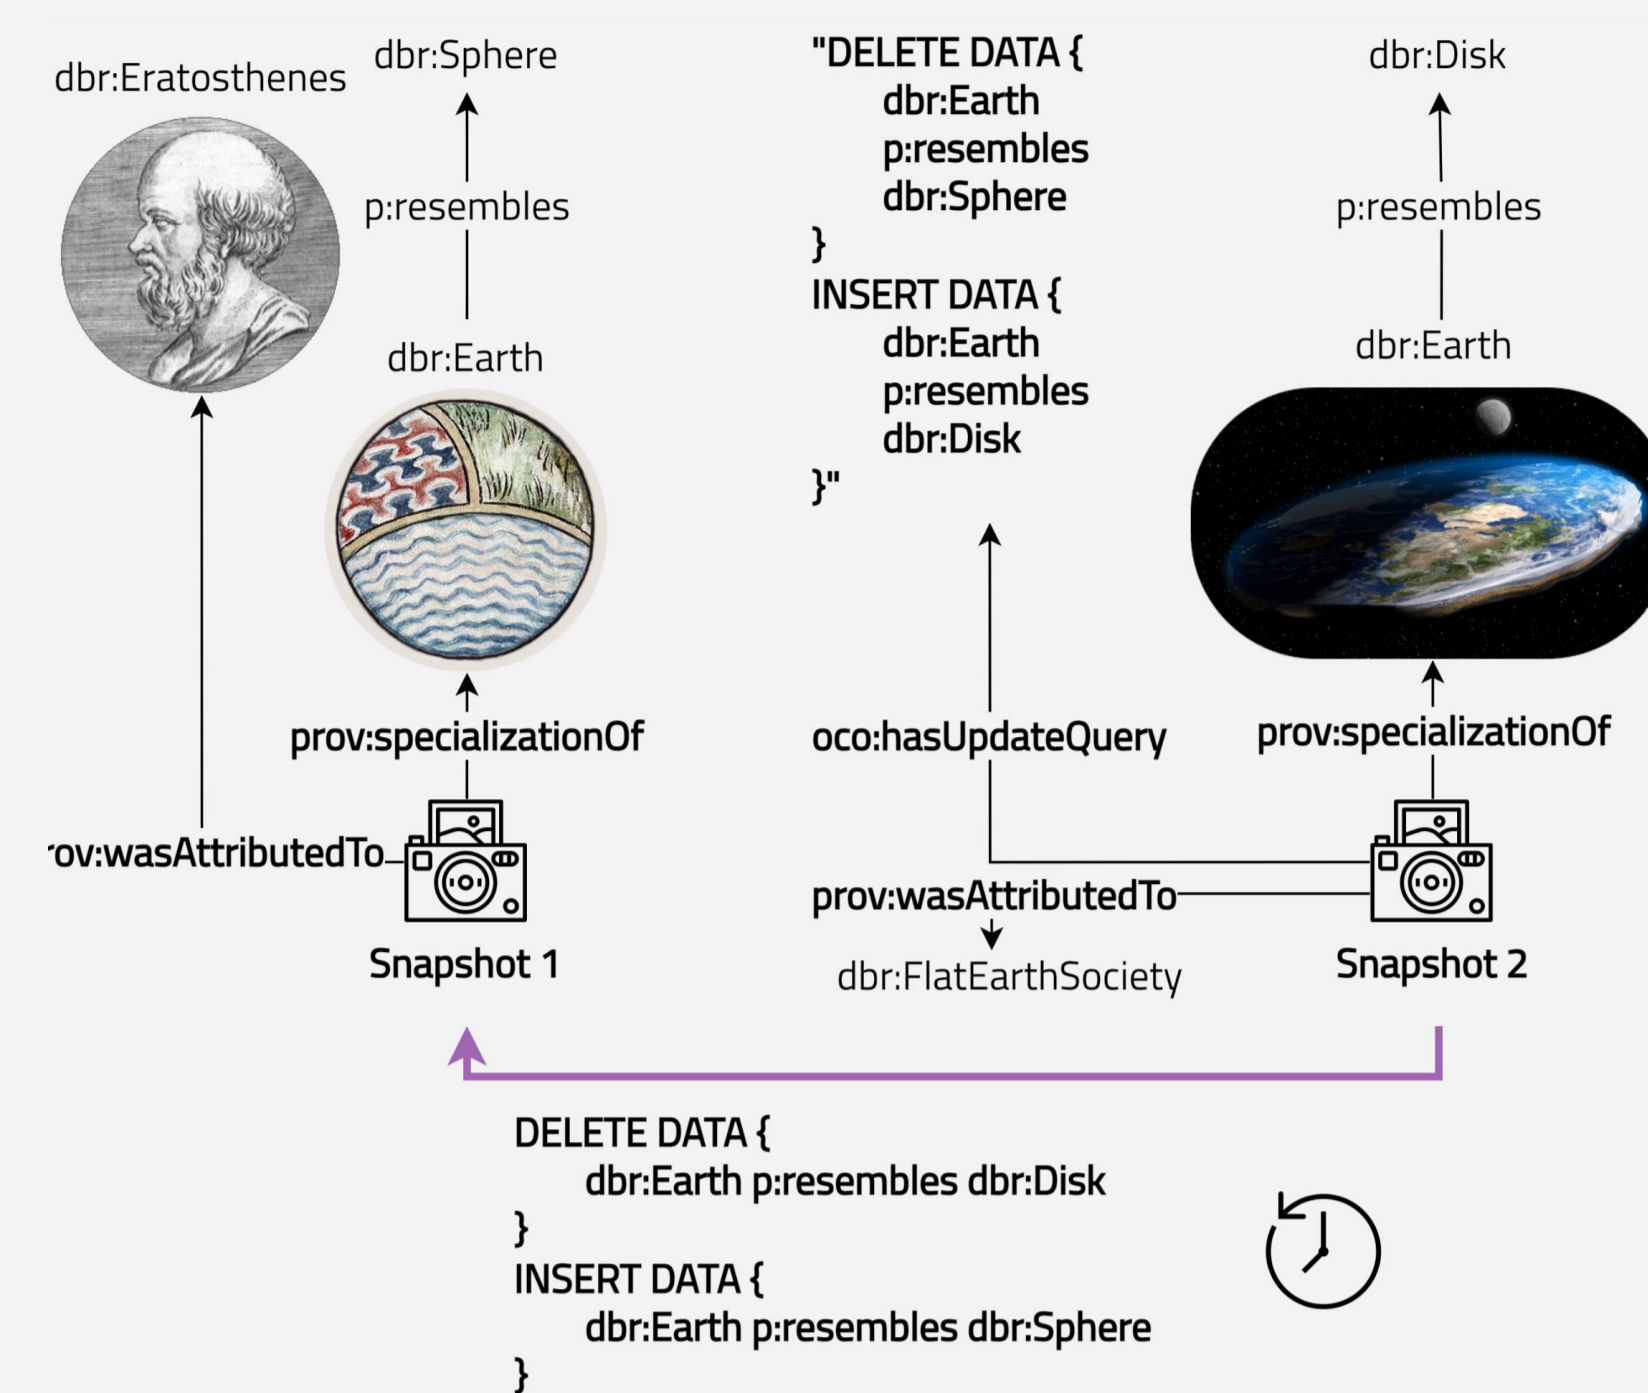 dbr:Eratosthenes
dbr:Sphere
p:resembles
dbr:Earth
prov:specializationOf
rov:wasAttributedTo
Snapshot 1
"DELETE DATA {
dbr:Earth
p:resembles
dbr:Sphere
}
INSERT DATA {
dbr:Earth
p:resembles
dbr:Disk
}"
oco:hasUpdateQuery
prov:wasAttributedTo
dbr:FlatEarthSociety
dbr:Disk
p:resembles
dbr:Earth
prov:specializationOf
Snapshot 2
DELETE DATA {
dbr:Earth p:resembles dbr:Disk
}
INSERT DATA {
dbr:Earth p:resembles dbr:Sphere
}